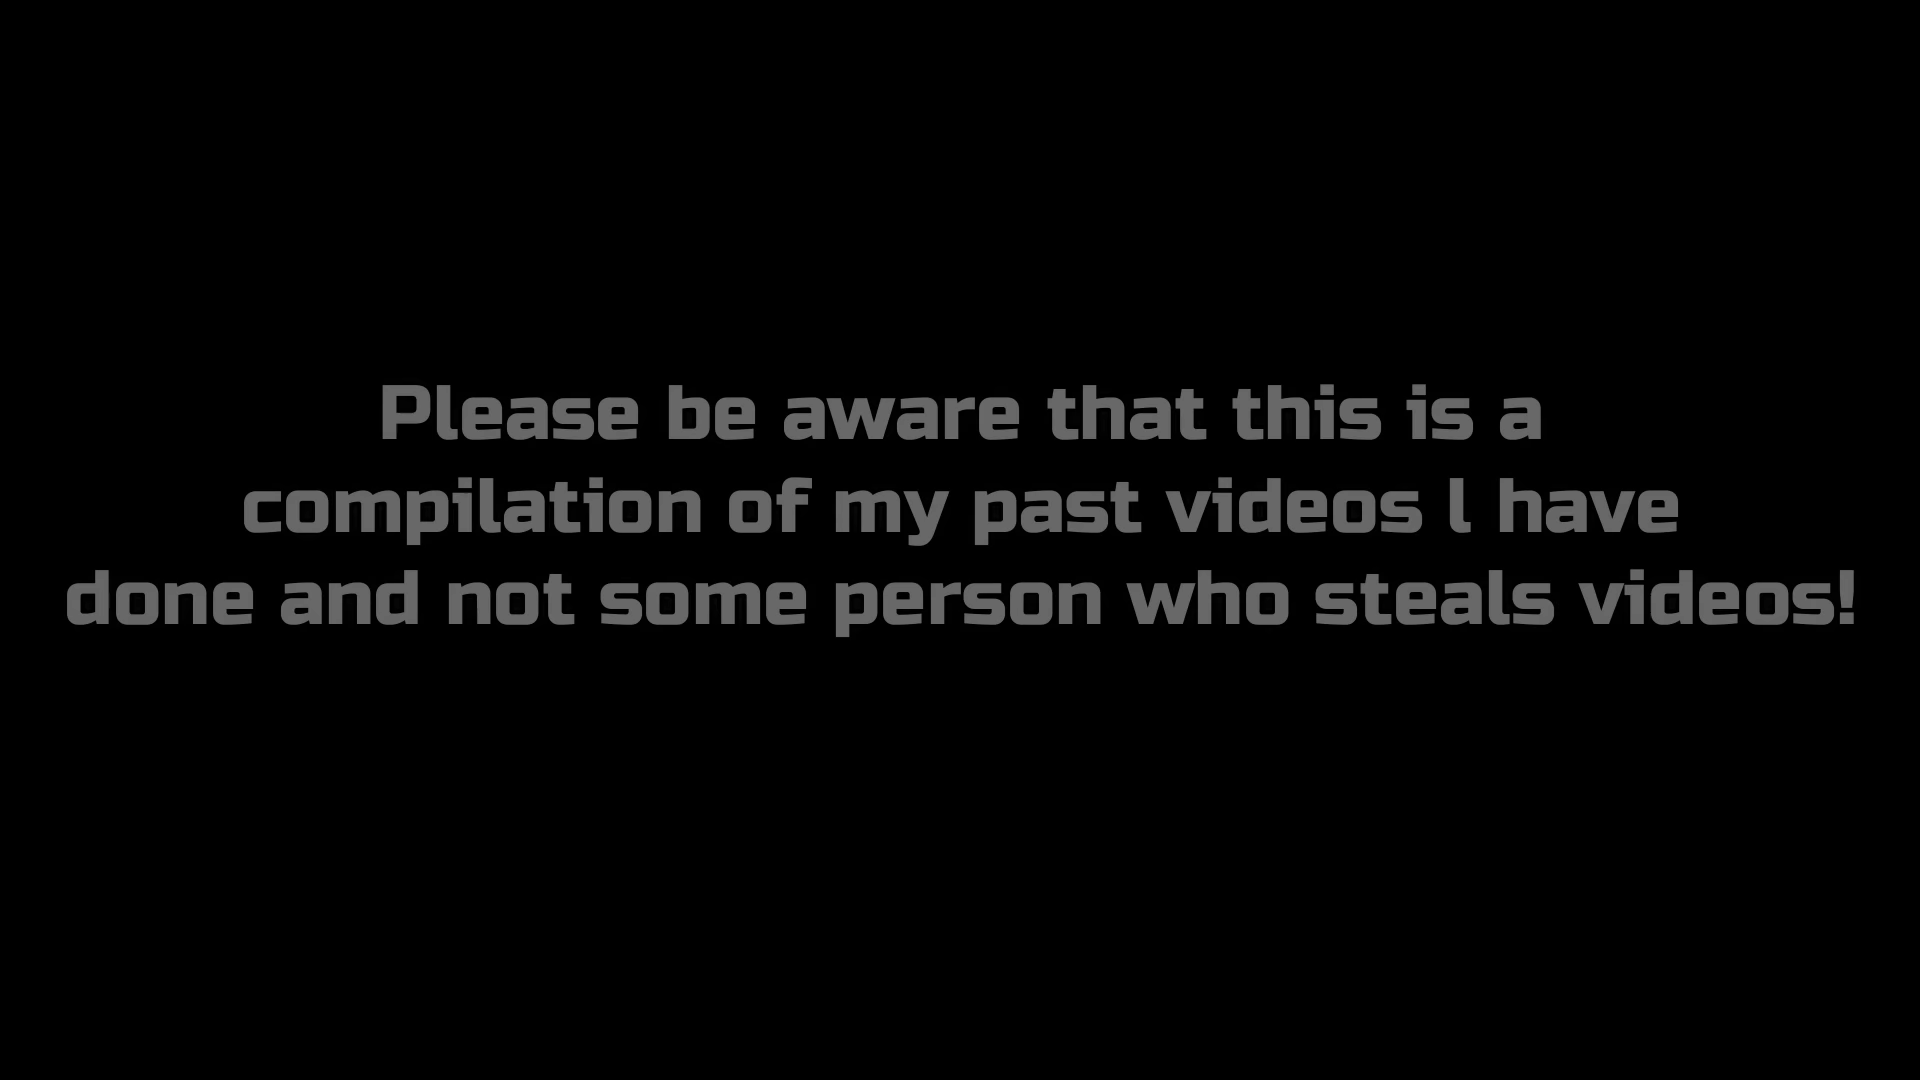 Please be aware that this is a
compilation of my past videos l have
done and not some person who steals videos!